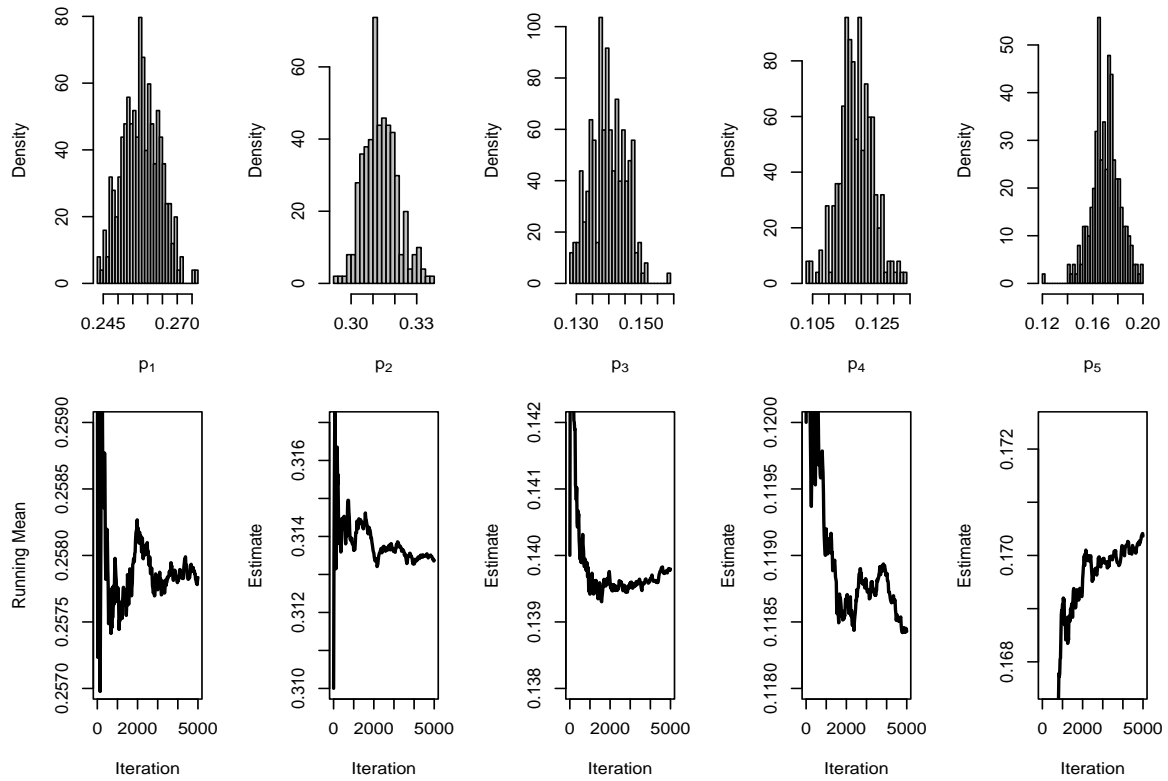 Density
0 20 40 60 80
0.245 0.270
p1
Density
0 20 40 60
0.30 0.33
p2
Density
0 20 40 60 80 100
0.130 0.150
p3
Density
0 20 40 60 80
0.105 0.125
p4
Density
0 10 20 30 40 50
0.12 0.16 0.20
p5
Running Mean
0.2570 0.2575 0.2580 0.2585 0.2590
0 2000 5000
Iteration
Estimate
0.310 0.312 0.314 0.316
0 2000 5000
Iteration
Estimate
0.138 0.139 0.140 0.141 0.142
0 2000 5000
Iteration
Estimate
0.1180 0.1185 0.1190 0.1195 0.1200
0 2000 5000
Iteration
Estimate
0.168 0.170 0.172
0 2000 5000
Iteration